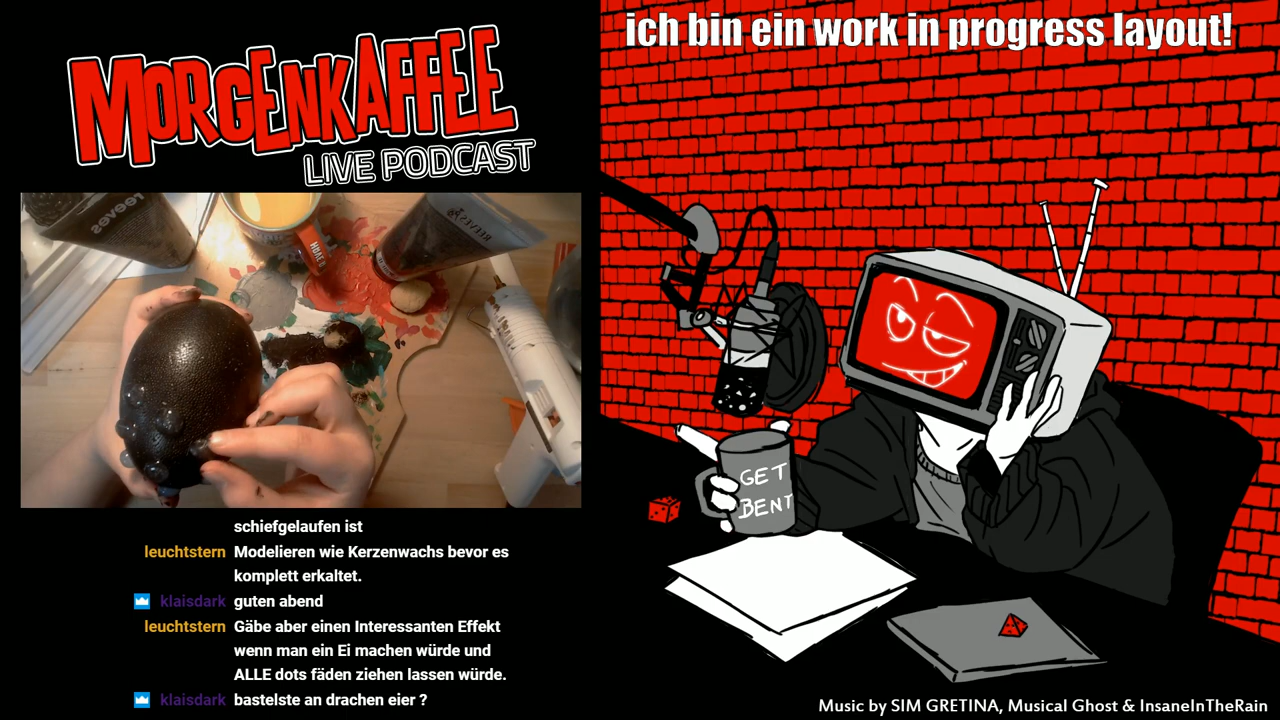 ich bin ein work in progress layout!
MORGENKAFFEE
LIVE PODCAST
reeves
REEVES
GET
BENT
schiefgelaufen ist
leuchtstern Modelieren wie Kerzenwachs bevor es
komplett erkaltet.
klaisdark guten abend
leuchtstern Gäbe aber einen Interessanten Effekt
wenn man ein Ei machen würde und
ALLE dots fäden ziehen lassen würde.
klaisdark bastelste an drachen eier ?
Music by SIM GRETINA, Musical Ghost & InsaneInTheRain